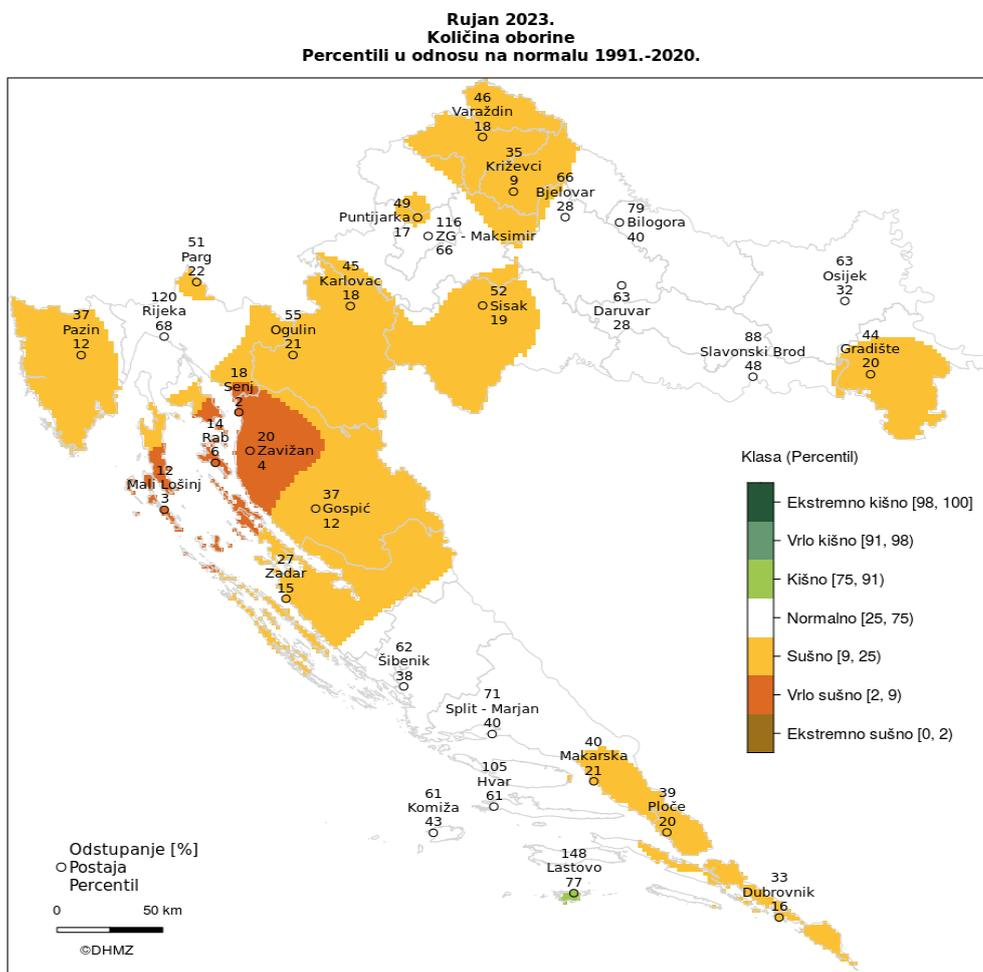 Rujan 2023.
Količina oborine
Percentili u odnosu na normalu 1991.-2020.
46
Varaždin
18
35
Križevci
9
66
Bjelovar
28
49
Puntijarka
17
116
ZG - Maksimir
66
79
Bilogora
40
51
Parg
22
45
Karlovac
18
63
Osijek
32
120
Rijeka
68
52
Sisak
19
63
Daruvar
28
37
Pazin
12
55
Ogulin
21
88
Slavonski Brod
48
44
Gradište
20
18
Senj
2
14
Rab
6
20
Zavižan
4
12
Mali Lošinj
3
37
Gospić
12
27
Zadar
15
Klasa (Percentil)
Ekstremno kišno [98, 100]
Vrlo kišno [91, 98)
Kišno [75, 91)
Normalno [25, 75)
Sušno [9, 25)
Vrlo sušno [2, 9)
Ekstremno sušno [0, 2)
62
Šibenik
38
71
Split - Marjan
40
40
Makarska
21
105
Hvar
61
61
Komiža
43
39
Ploče
20
148
Lastovo
77
33
Dubrovnik
16
Odstupanje [%]
Postaja
Percentil
0 50 km
©DHMZ